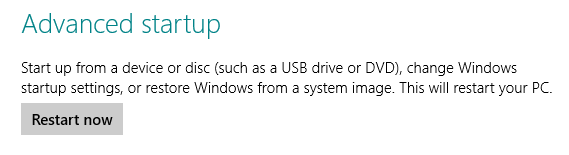 Advanced startup
Start up from a device or disc (such as a USB drive or DVD), change Windows
startup settings, or restore Windows from a system image. This will restart your PC.
Restart now